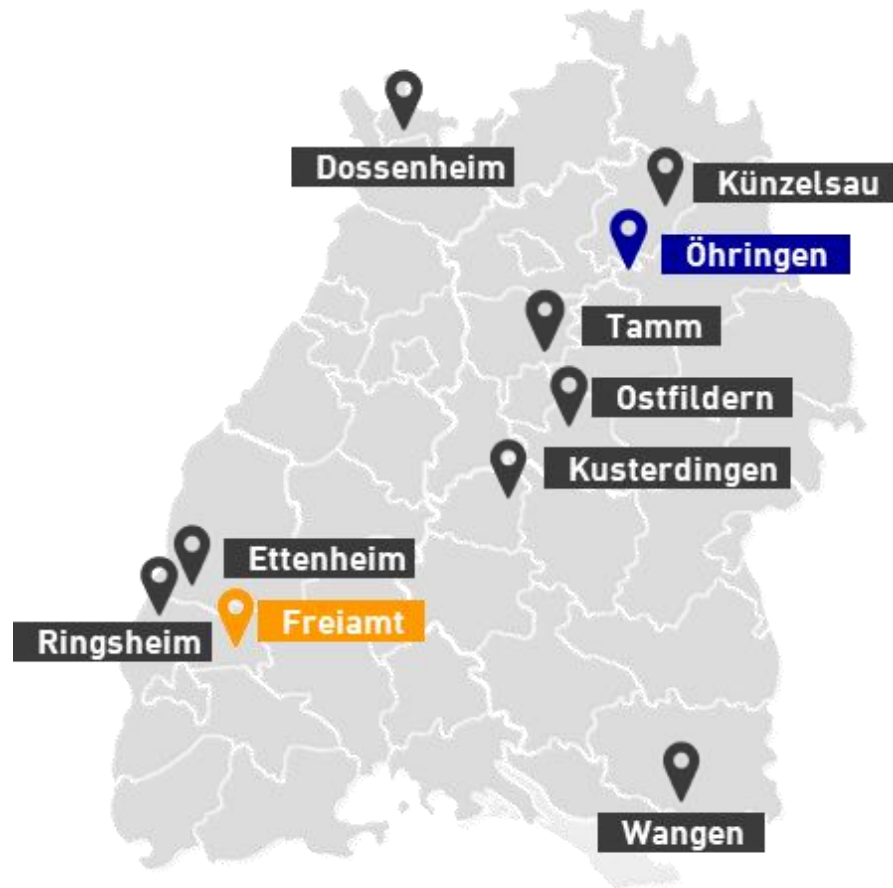 Dossenheim
Künzelsau
Öhringen
Tamm
Ostfildern
Kusterdingen
Ettenheim
Freiamt
Ringsheim
Wangen